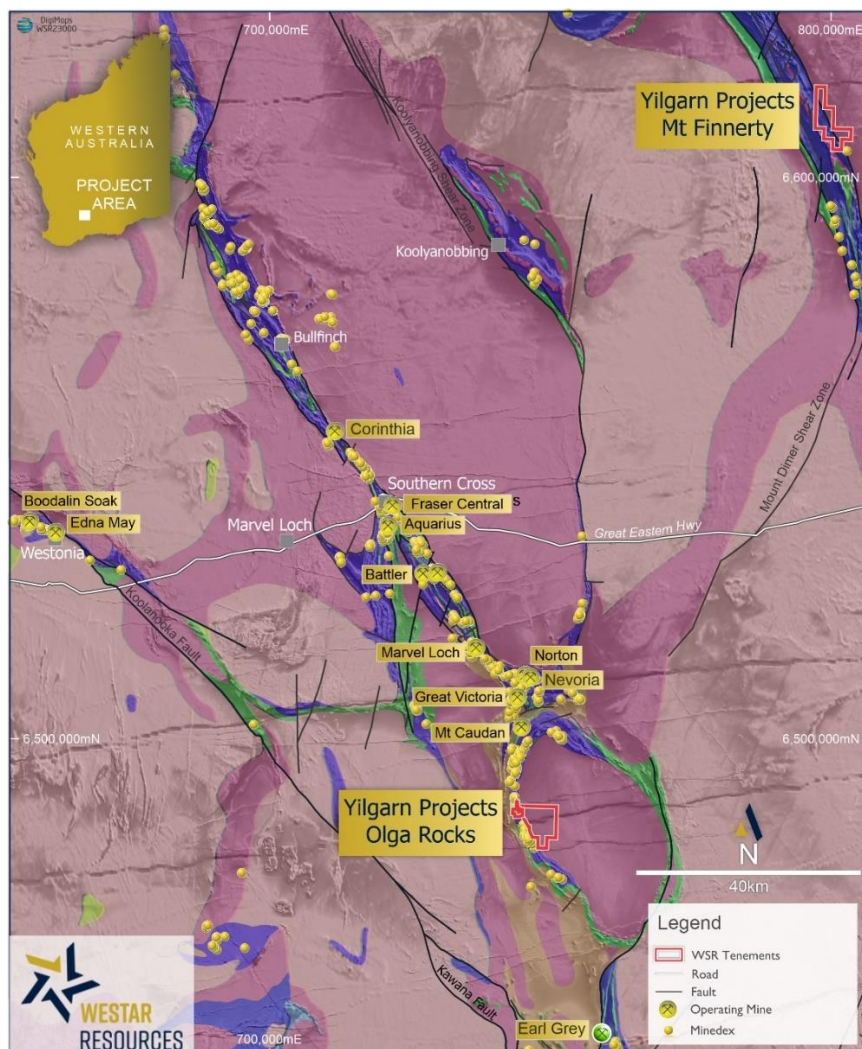 DigiMaps
WSR23000
700,000mE
800,000mE
WESTERN
AUSTRALIA
PROJECT
AREA
Yilgarn Projects
Mt Finnerty
6,600,000mN
Koolyanobbing Shear Zone
Koolyanobbing
Bullfinch
Corinthia
Mount Dimer Shear Zone
Southern Cross
Fraser Central
s
Boodalin Soak
Edna May
Aquarius
Marvel Loch
Great Eastern Hwy
Westonia
Battler
Koolanooka Fault
Marvel Loch
Norton
Nevoria
Great Victoria
Mt Caudan
6,500,000mN
6,500,000mN
Yilgarn Projects
Olga Rocks
N
40km
Legend
WSR Tenements
Road
Fault
Operating Mine
Minedex
WESTAR
RESOURCES
Kawana Fault
Earl Grey
700,000mE